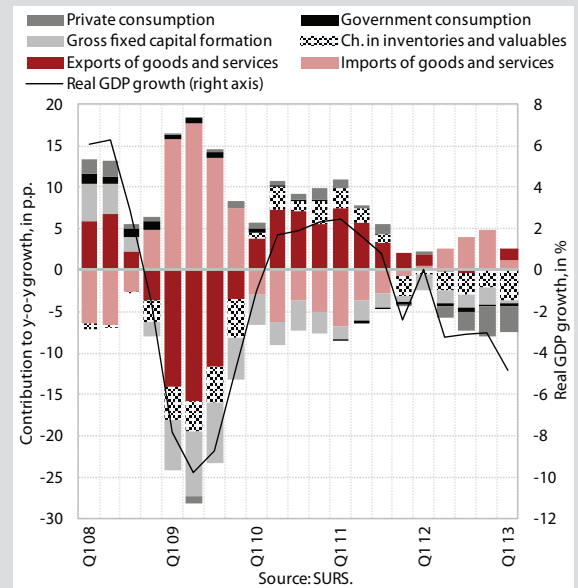 Private consumption
Government consumption
Gross fixed capital formation
Ch. in inventories and valuables
Exports of goods and services
Imports of goods and services
Real GDP growth (right axis)
Contribution to y-o-y growth, in p.p.
20
15
10
5
0
-5
-10
-15
-20
-25
-30
8
6
4
2
0
-2
-4
-6
-8
-10
-12
Real GDP growth, in %
Q1 08
Q1 09
Q1 10
Q1 11
Q1 12
Q1 13
Source: SURS.